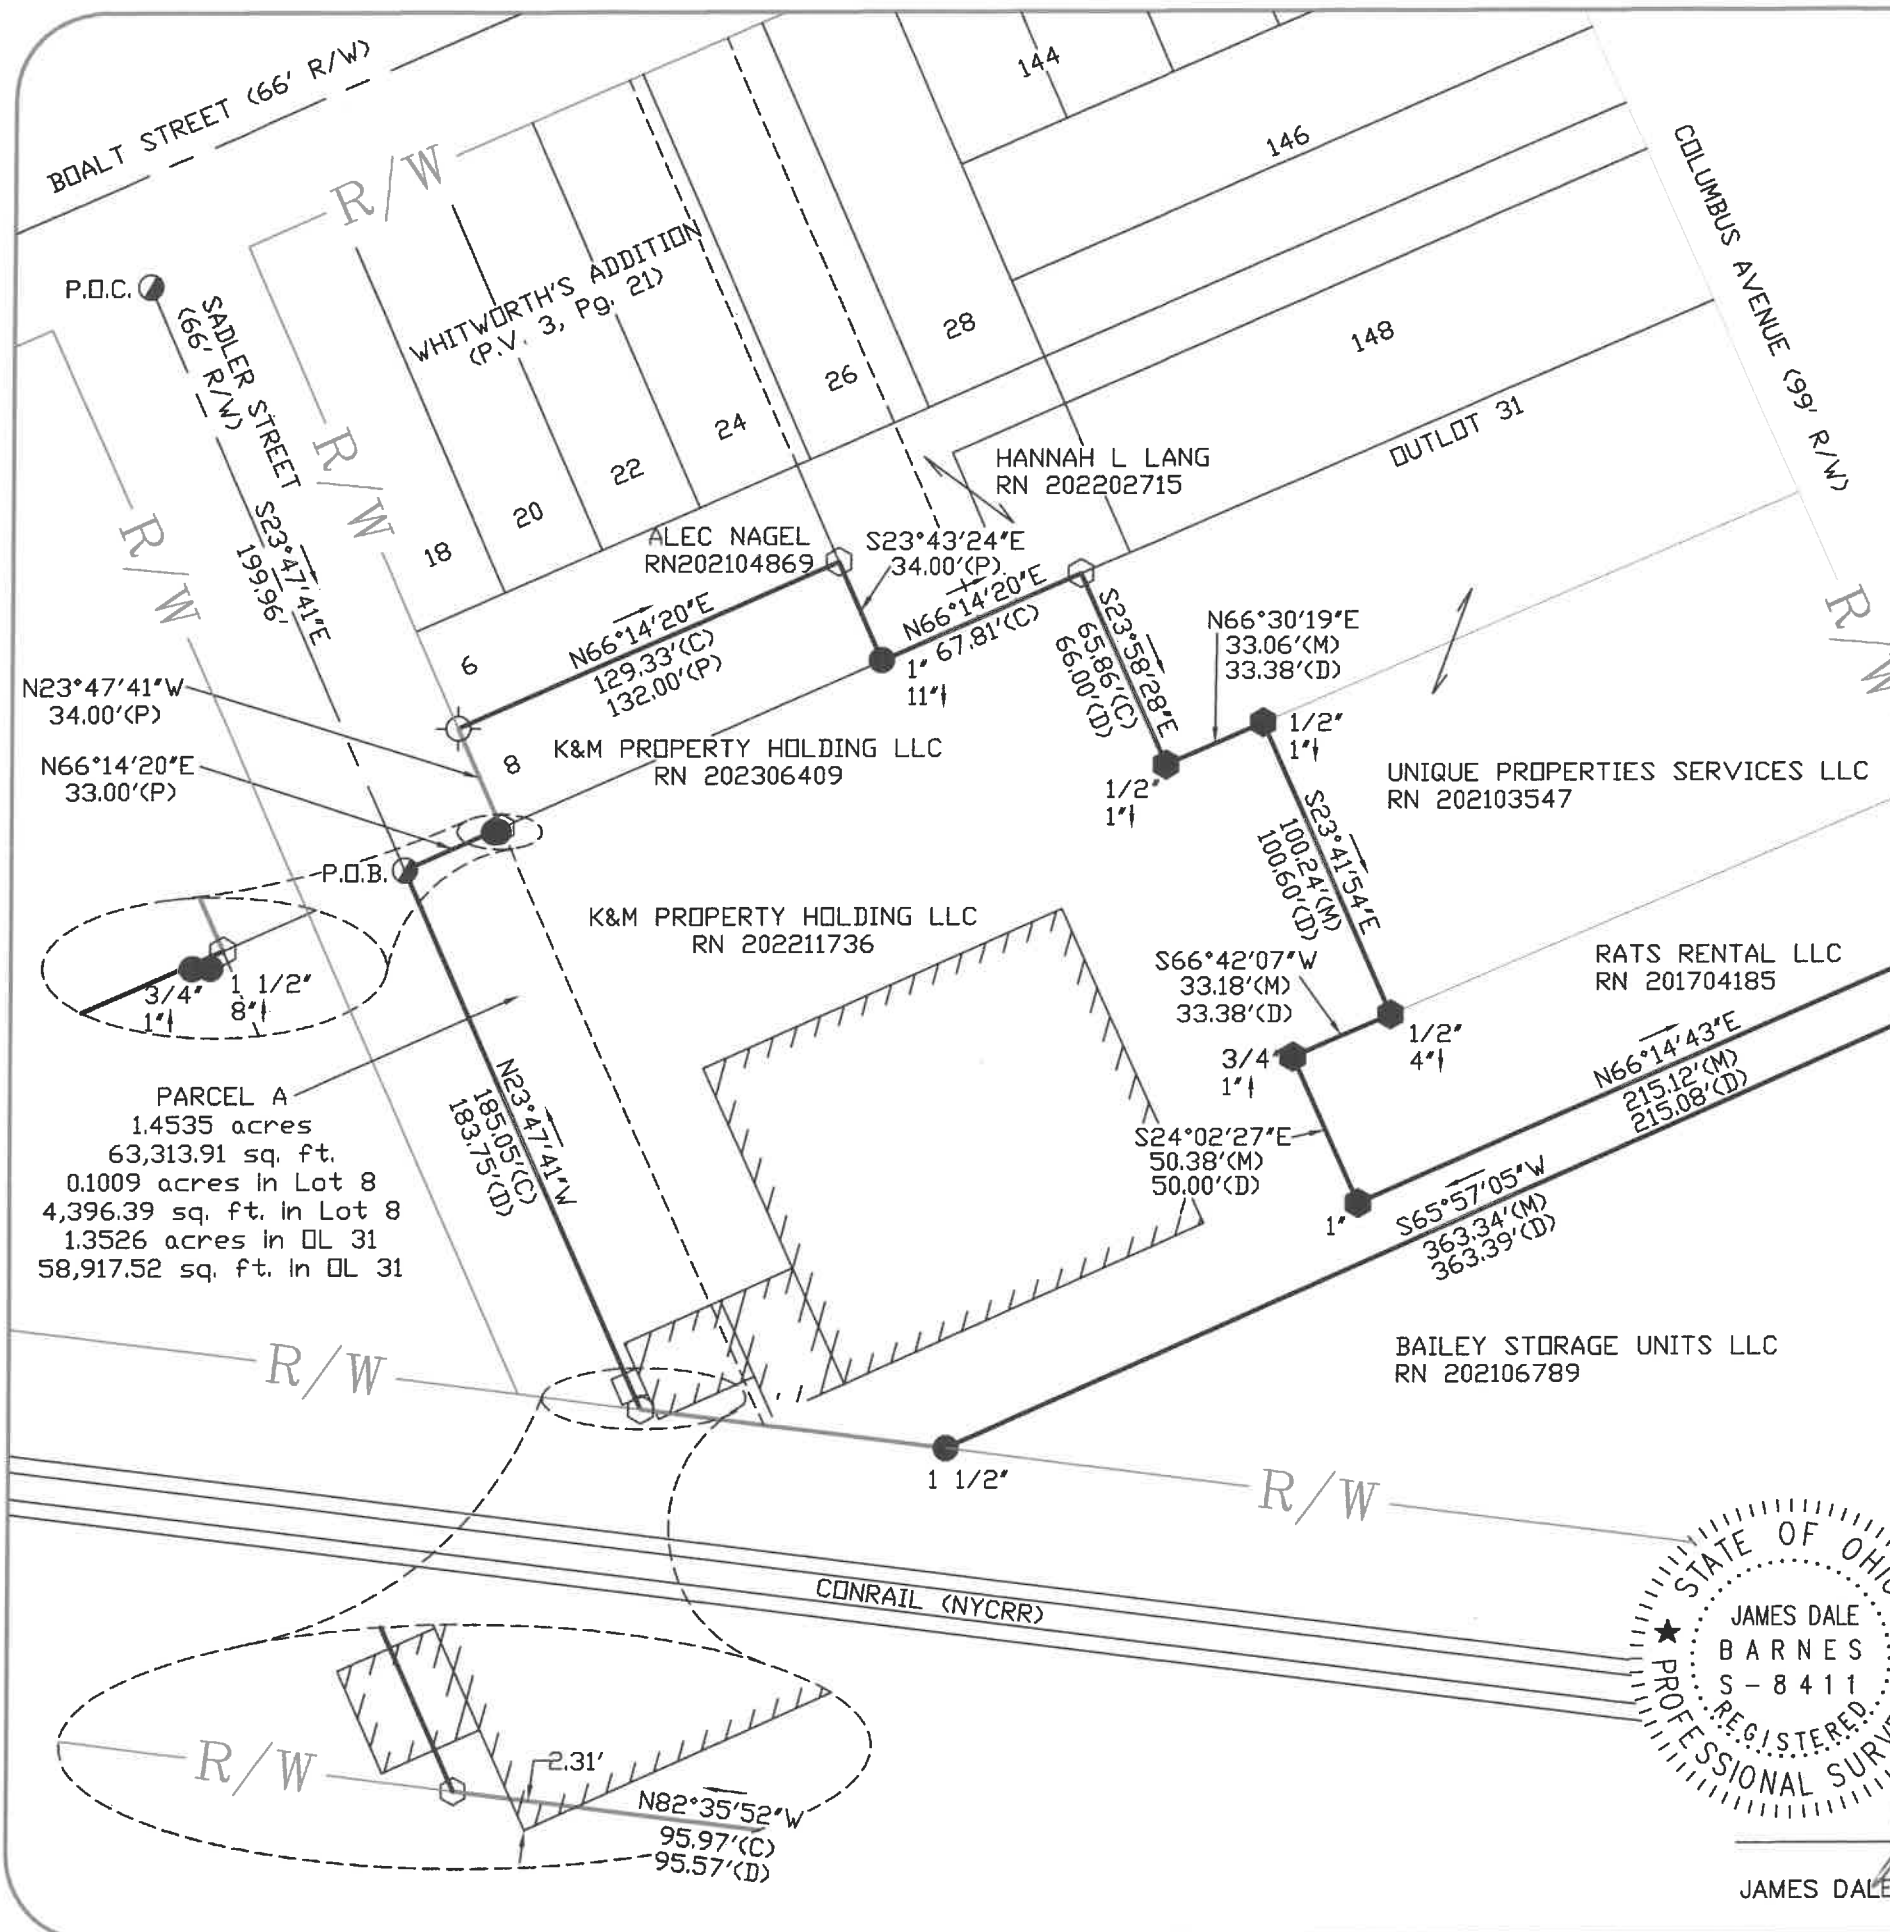 BOALT STREET (66' R/W)
R/W
144
146
COLUMBUS AVENUE (99' R/W)
P.O.C.
SADLER STREET
(66' R/W)
WHITWORTH'S ADDITION
(P.V. 3, Pg. 21)
28
148
26
24
22
20
18
OUTLOT 31
R/W
R/W
R/W
HANNAH L LANG
RN 202202715
S23°47'41"E
199.96'
ALEC NAGEL
RN202104869
S23°43'24"E
34.00'(P)
6
N66°14'20"E
129.33'(C)
132.00'(P)
N66°14'20"E
67.81'(C)
1"
11"
S23°58'28"E
65.86'(C)
66.00'(D)
N66°30'19"E
33.06'(M)
33.38'(D)
N23°47'41"W
34.00'(P)
8
K&M PROPERTY HOLDING LLC
RN 202306409
1/2"
1"
1/2"
1"
UNIQUE PROPERTIES SERVICES LLC
RN 202103547
N66°14'20"E
33.00'(P)
P.O.B.
S23°41'54"E
100.24'(M)
100.60'(D)
K&M PROPERTY HOLDING LLC
RN 202211736
3/4"
1"
1 1/2"
8"
S66°42'07"W
33.18'(M)
33.38'(D)
RATS RENTAL LLC
RN 201704185
1/2"
4"
3/4"
1"
N66°14'43"E
215.12'(M)
215.08'(D)
PARCEL A
1.4535 acres
63,313.91 sq. ft.
0.1009 acres in Lot 8
4,396.39 sq. ft. in Lot 8
1.3526 acres in OL 31
58,917.52 sq. ft. in OL 31
N23°47'41"W
185.05'(C)
183.75'(D)
S24°02'27"E
50.38'(M)
50.00'(D)
1"
S65°57'05"W
363.34'(M)
363.39'(D)
BAILEY STORAGE UNITS LLC
RN 202106789
R/W
1 1/2"
R/W
CONRAIL (NYCRR)
R/W
2.31'
N82°35'52"W
95.97'(C)
95.57'(D)
STATE OF OHIO
JAMES DALE
BARNES
S-8411
REGISTERED
PROFESSIONAL SURVE
JAMES DALE